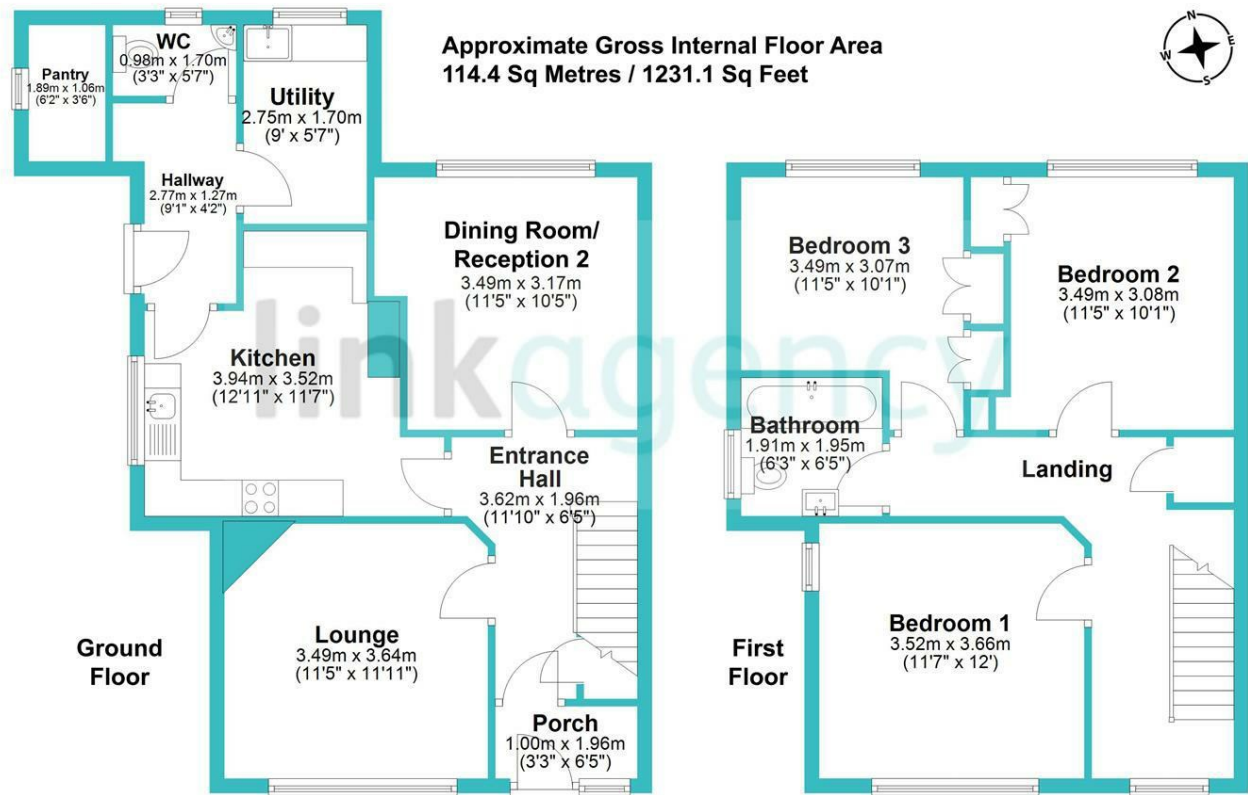 Approximate Gross Internal Floor Area
114.4 Sq Metres / 1231.1 Sq Feet
N
E
S
W
WC
0.98m x 1.70m
(3'3" x 5'7")
Pantry
1.89m x 1.06m
(6'2" x 3'6")
Utility
2.75m x 1.70m
(9' x 5'7")
Hallway
2.77m x 1.27m
(9'1" x 4'2")
Dining Room/
Reception 2
3.49m x 3.17m
(11'5" x 10'5")
Kitchen
3.94m x 3.52m
(12'11" x 11'7")
Entrance
Hall
3.62m x 1.96m
(11'10" x 6'5")
Lounge
3.49m x 3.64m
(11'5" x 11'11")
Ground
Floor
Porch
1.00m x 1.96m
(3'3" x 6'5")
Bedroom 3
3.49m x 3.07m
(11'5" x 10'1")
Bedroom 2
3.49m x 3.08m
(11'5" x 10'1")
Bathroom
1.91m x 1.95m
(6'3" x 6'5")
Landing
Bedroom 1
3.52m x 3.66m
(11'7" x 12')
First
Floor
linkagency